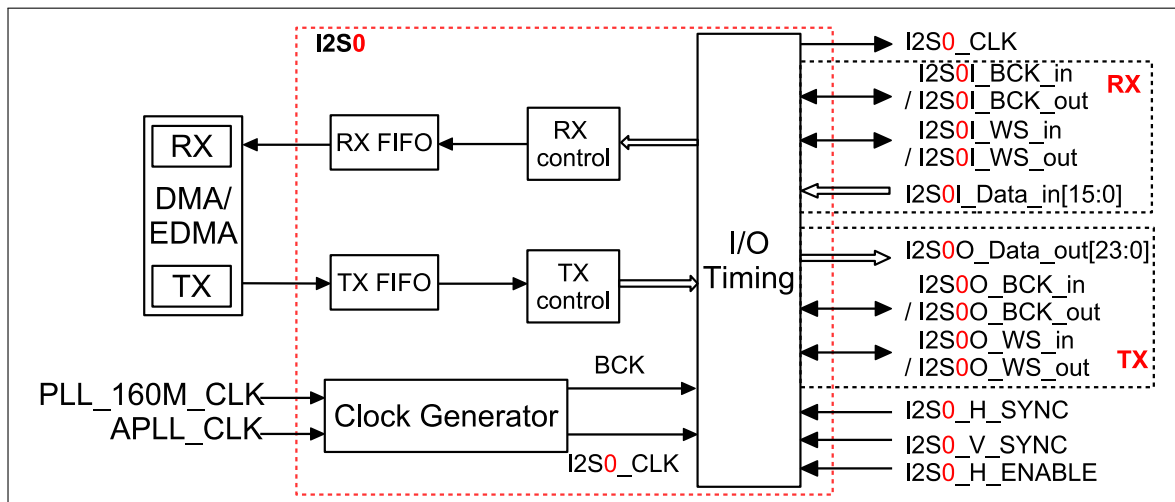 I2S0
I2S0_CLK
I2S0I_BCK_in
/ I2S0I_BCK_out
RX
I2S0I_WS_in
/ I2S0I_WS_out
I2S0I_Data_in[15:0]
RX
DMA/
EDMA
TX
RX FIFO
RX
control
TX FIFO
TX
control
I/O
Timing
I2S0O_Data_out[23:0]
I2S0O_BCK_in
/ I2S0O_BCK_out
I2S0O_WS_in
/ I2S0O_WS_out
TX
PLL_160M_CLK
APLL_CLK
Clock Generator
BCK
I2S0_CLK
I2S0_H_SYNC
I2S0_V_SYNC
I2S0_H_ENABLE